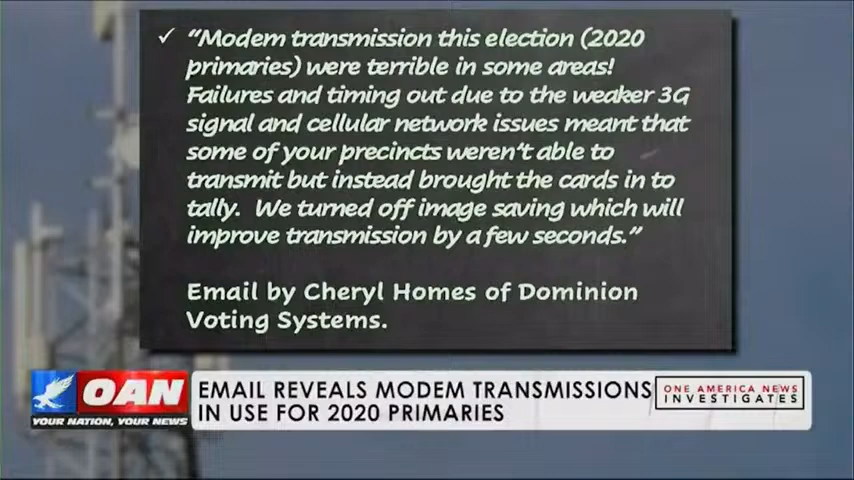 ✓ "Modem transmission this election (2020
primaries) were terrible in some areas!
Failures and timing out due to the weaker 3G
signal and cellular network issues meant that
some of your precincts weren't able to
transmit but instead brought the cards in to
tally. We turned off image saving which will
improve transmission by a few seconds."
Email by Cheryl Homes of Dominion
Voting Systems.
OAN
YOUR NATION, YOUR NEWS
EMAIL REVEALS MODEM TRANSMISSIONS
IN USE FOR 2020 PRIMARIES
ONE AMERICA NEWS
INVESTIGATES